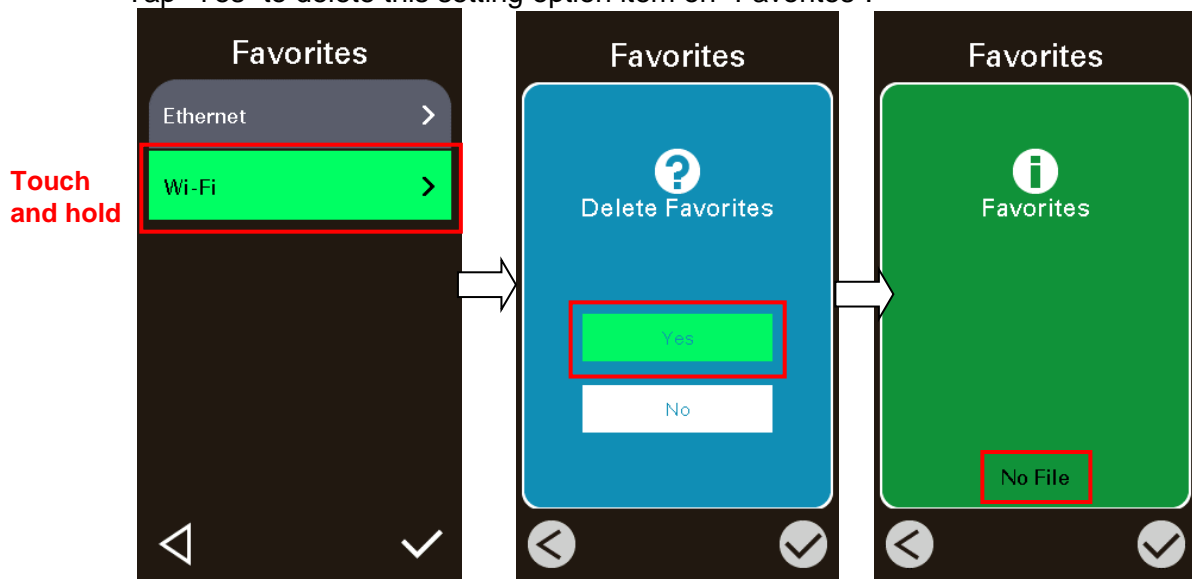 Tap "Yes" to delete this setting option item on "Favorites".
Favorites
Ethernet
Wi-Fi
Touch
and hold
Favorites
Delete Favorites
Yes
No
Favorites
Favorites
No File